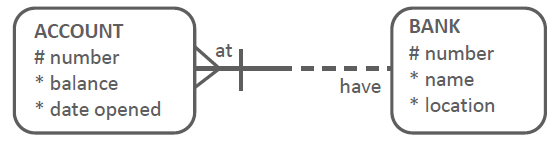 ACCOUNT
# number
* balance
* date opened
at
have
BANK
# number
* name
* location